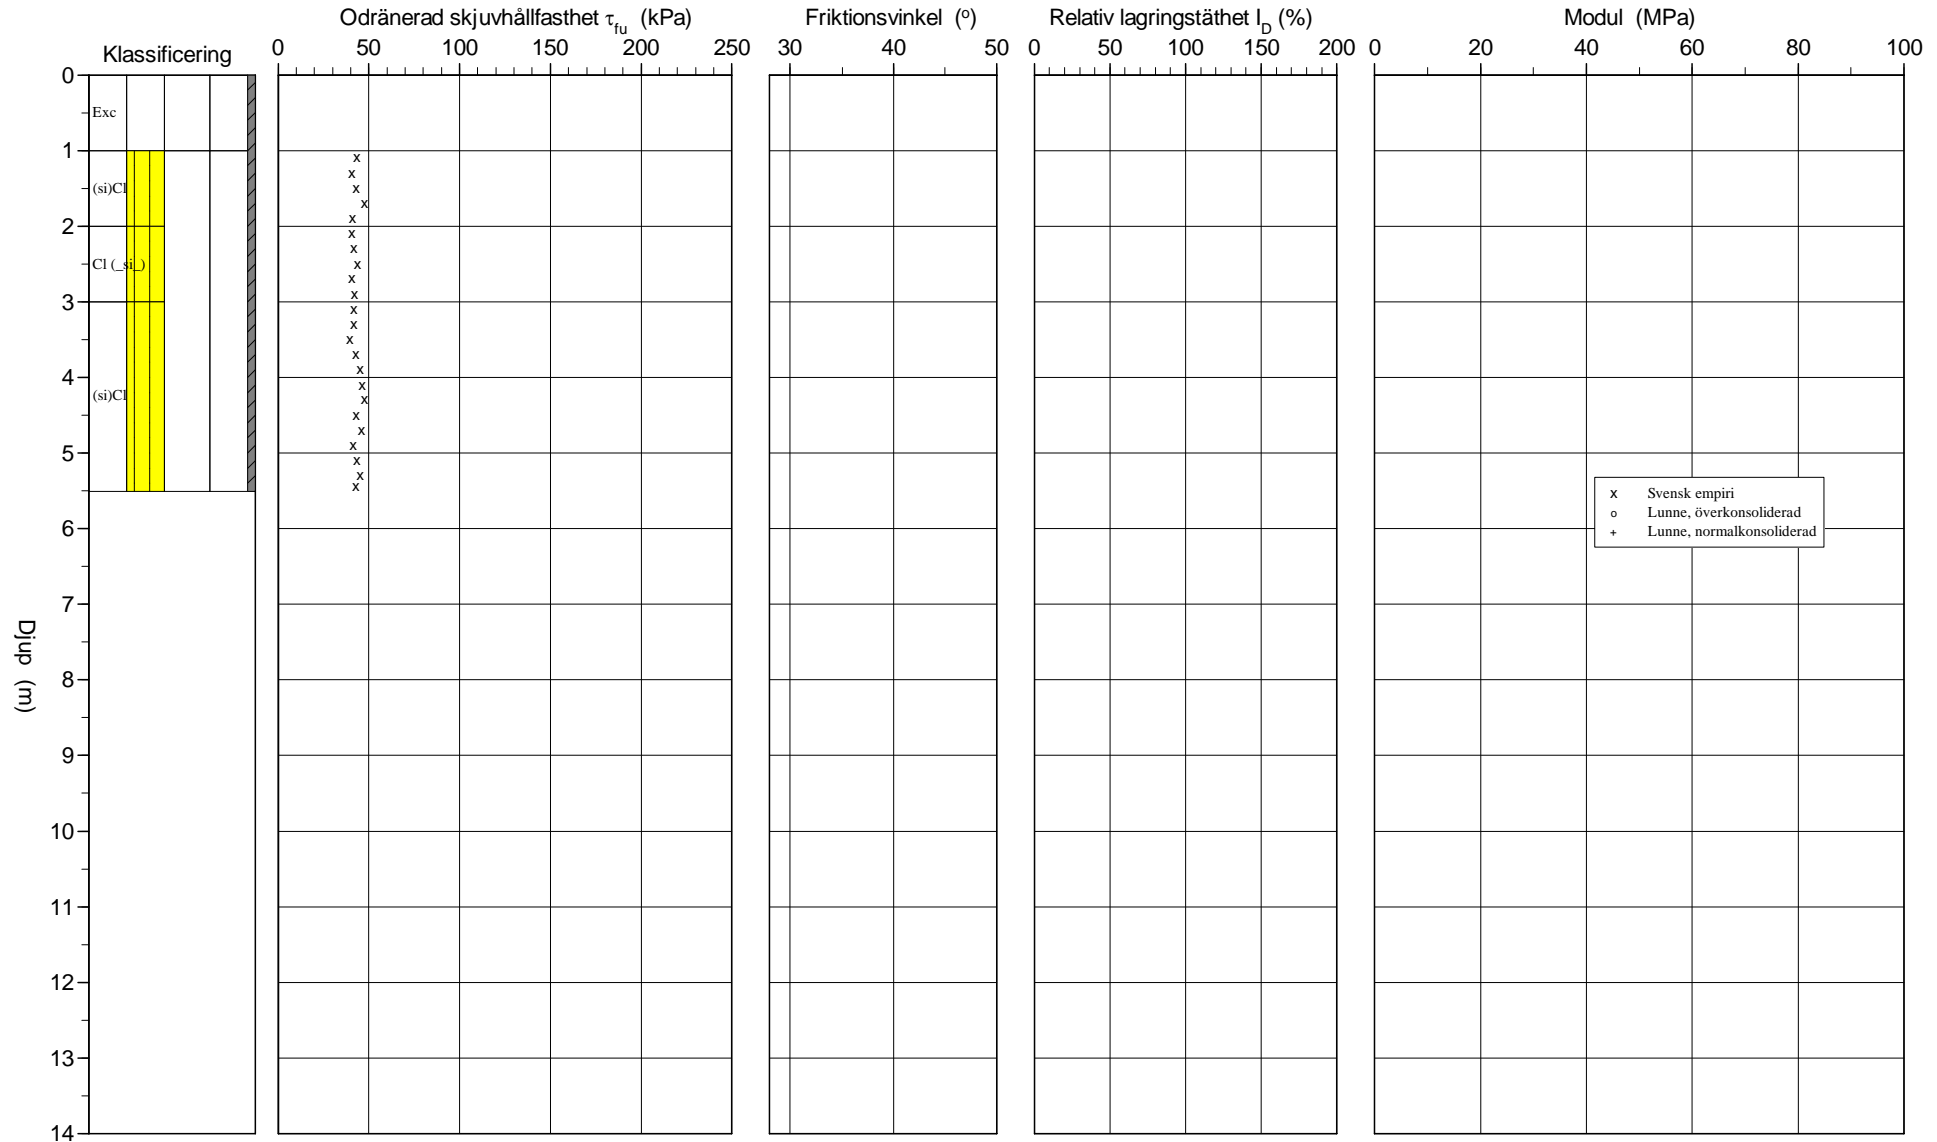 Odränerad skjuvhållfasthet τfu (kPa)
Friktionsvinkel (o)
Relativ lagringstäthet ID (%)
Modul (MPa)
Klassificering
0 50 100 150 200 250
30 40 50
0 50 100 150 200
0 20 40 60 80 100
0
Exc
1
(si)Cl
2
Cl (_si_)
3
4
(si)Cl
5
x Svensk empiri
o Lunne, överkonsoliderad
+ Lunne, normalkonsoliderad
6
7
Djup (m)
8
9
10
11
12
13
14